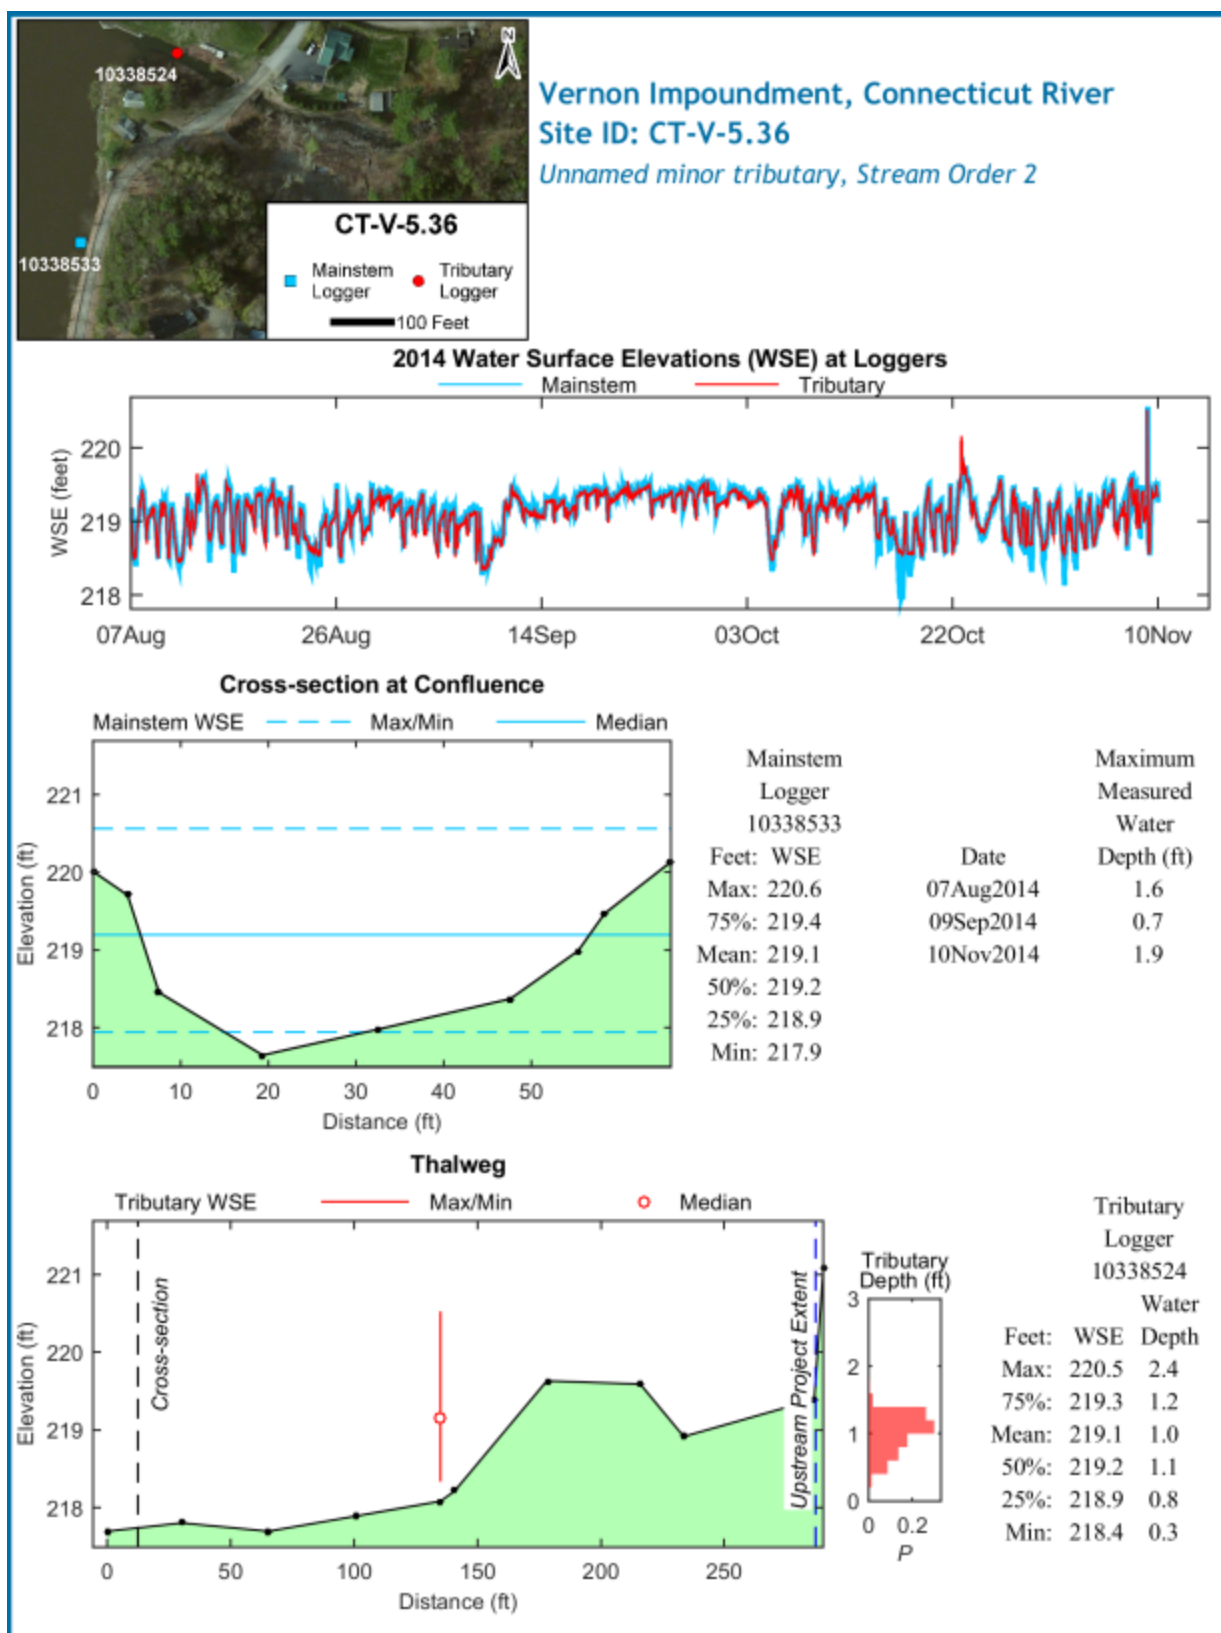 N
10338524
10338533
CT-V-5.36
Mainstem Logger
Tributary Logger
100 Feet
Vernon Impoundment, Connecticut River
Site ID: CT-V-5.36
Unnamed minor tributary, Stream Order 2
2014 Water Surface Elevations (WSE) at Loggers
Mainstem Tributary
WSE (feet)
220
219
218
07Aug 26Aug 14Sep 03Oct 22Oct 10Nov
Cross-section at Confluence
Mainstem WSE Max/Min Median
Elevation (ft)
221
220
219
218
0 10 20 30 40 50
Distance (ft)
Mainstem
Logger
10338533
Feet: WSE
Max: 220.6
75%: 219.4
Mean: 219.1
50%: 219.2
25%: 218.9
Min: 217.9
Maximum
Measured
Water
Date Depth (ft)
07Aug2014 1.6
09Sep2014 0.7
10Nov2014 1.9
Thalweg
Tributary WSE Max/Min Median
Elevation (ft)
221
220
219
218
Cross-section
Upstream Project Extent
0 50 100 150 200 250
Distance (ft)
Tributary
Depth (ft)
3
2
1
0
0 0.2
P
Tributary
Logger
10338524
Water
Feet: WSE Depth
Max: 220.5 2.4
75%: 219.3 1.2
Mean: 219.1 1.0
50%: 219.2 1.1
25%: 218.9 0.8
Min: 218.4 0.3